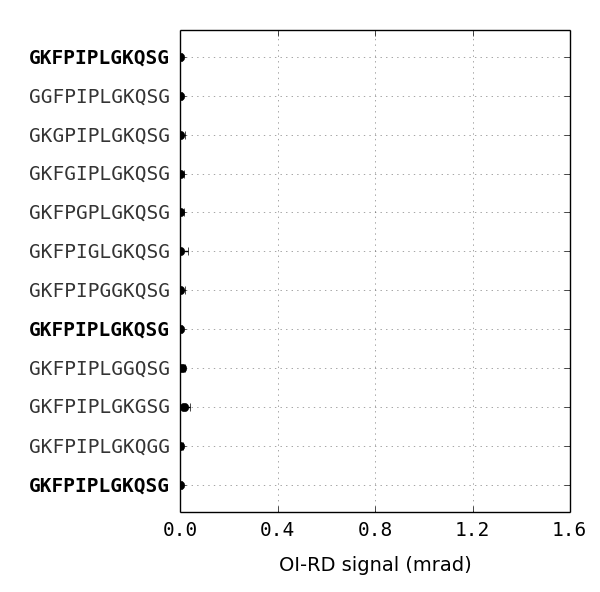 GKFPIPLGKQSG
GGFPIPLGKQSG
GKGPIPLGKQSG
GKFGIPLGKQSG
GKFPGPLGKQSG
GKFPIGLGKQSG
GKFPIPGGKQSG
GKFPIPLGKQSG
GKFPIPLGGQSG
GKFPIPLGKGSG
GKFPIPLGKQGG
GKFPIPLGKQSG
0.0 0.4 0.8 1.2 1.6
OI-RD signal (mrad)